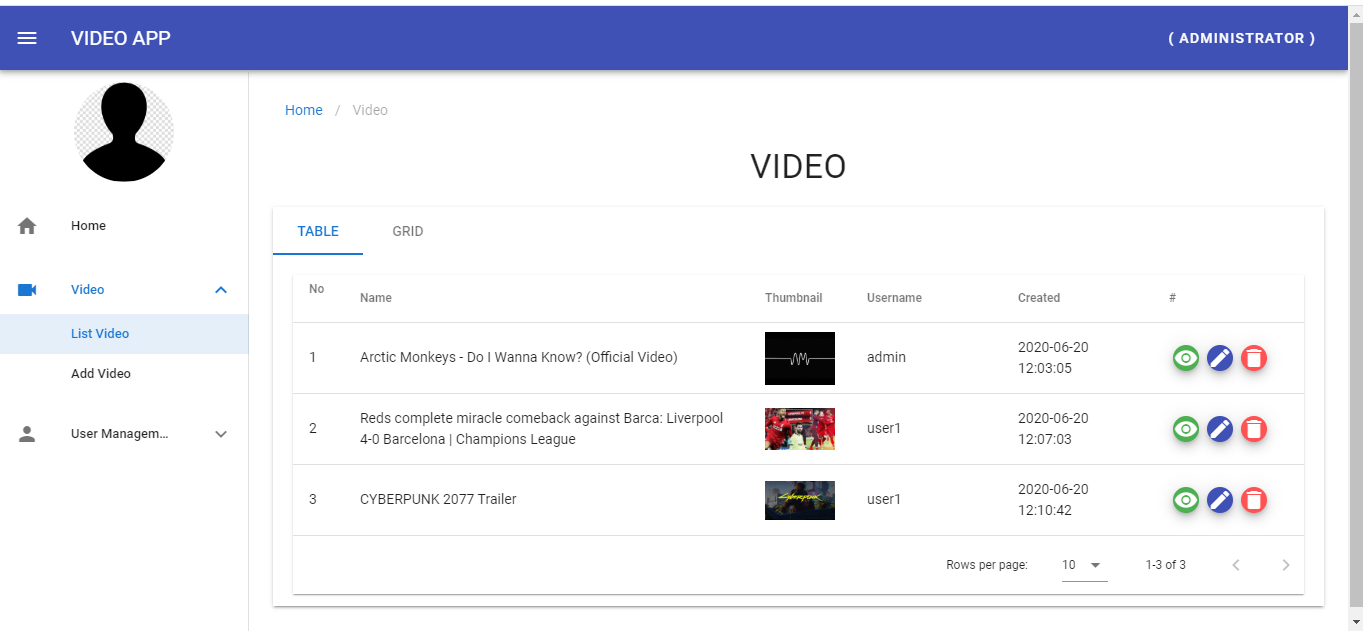 VIDEO APP
( ADMINISTRATOR )
Home / Video
VIDEO
Home
Video
List Video
Add Video
User Managem...
TABLE GRID
No Name Thumbnail Username Created #
1 Arctic Monkeys - Do I Wanna Know? (Official Video) admin 2020-06-20
12:03:05
2 Reds complete miracle comeback against Barca: Liverpool
4-0 Barcelona | Champions League user1 2020-06-20
12:07:03
3 CYBERPUNK 2077 Trailer Cyberpunk user1 2020-06-20
12:10:42
Rows per page: 10 1-3 of 3